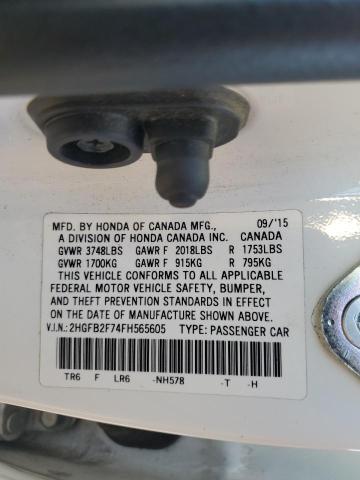 MFD. BY HONDA OF CANADA MFG., 09/'15
A DIVISION OF HONDA CANADA INC. CANADA
GVWR 3748LBS GAWR F 2018LBS R 1753LBS
GVWR 1700KG GAWR F 915KG R 795KG
THIS VEHICLE CONFORMS TO ALL APPLICABLE
FEDERAL MOTOR VEHICLE SAFETY, BUMPER,
AND THEFT PREVENTION STANDARDS IN EFFECT
ON THE DATE OF MANUFACTURE SHOWN ABOVE.
V.I.N.: 2HGFB2F74FH565605 TYPE: PASSENGER CAR
TR6 F LR6 -NH578 -T -H